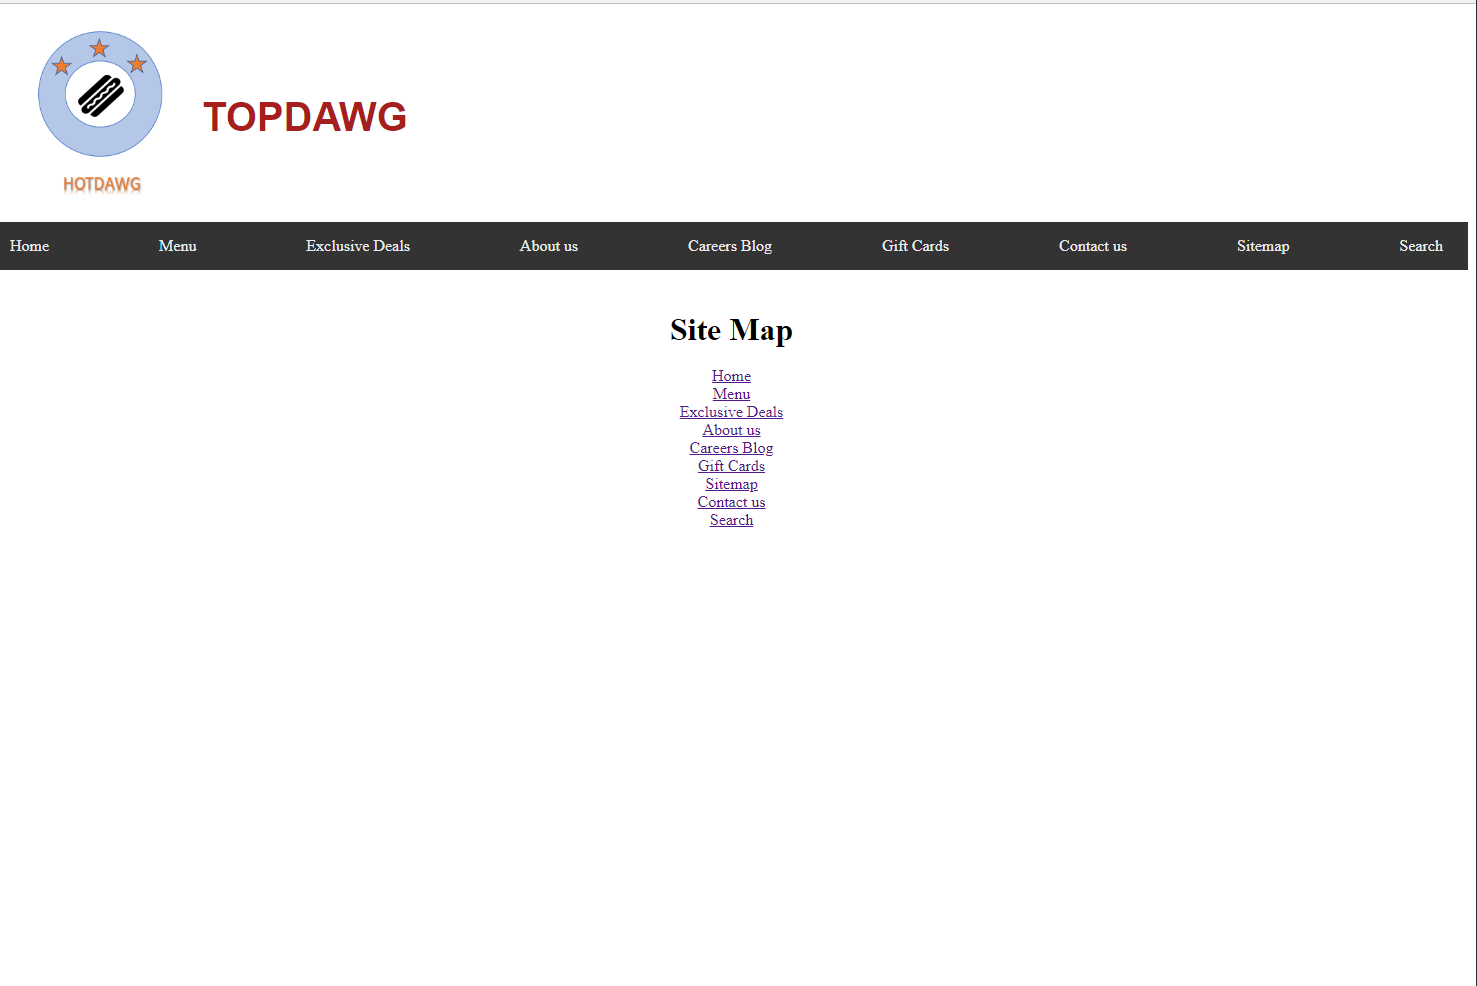 TOPDAWG
HOTDAWG
Home Menu Exclusive Deals About us Careers Blog Gift Cards Contact us Sitemap Search
Site Map
Home
Menu
Exclusive Deals
About us
Careers Blog
Gift Cards
Sitemap
Contact us
Search